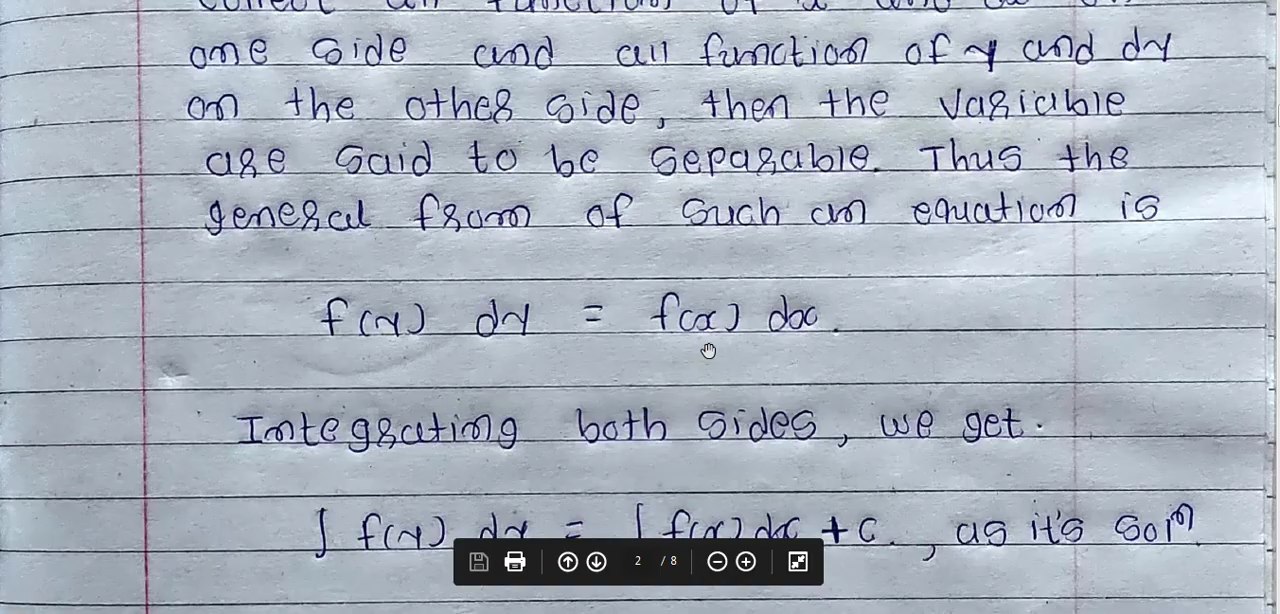 one side and all function of y and dy
on the other side, then the variable
are said to be separable. Thus the
general from of such an equation is
f(y) dy = f(x) dx.
Integrating both sides, we get.
∫ f(y) dy = ∫ f(x) dx + c. , as it's solⁿ.
2 / 8